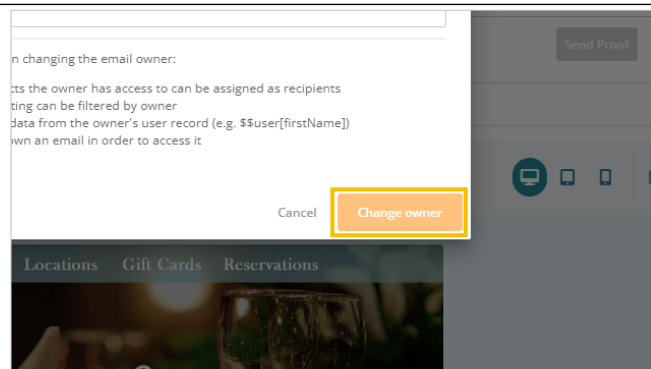 Send Proof
n changing the email owner:
cts the owner has access to can be assigned as recipients
ting can be filtered by owner
data from the owner's user record (e.g. $$user[firstName])
own an email in order to access it
Cancel Change owner
Locations Gift Cards Reservations